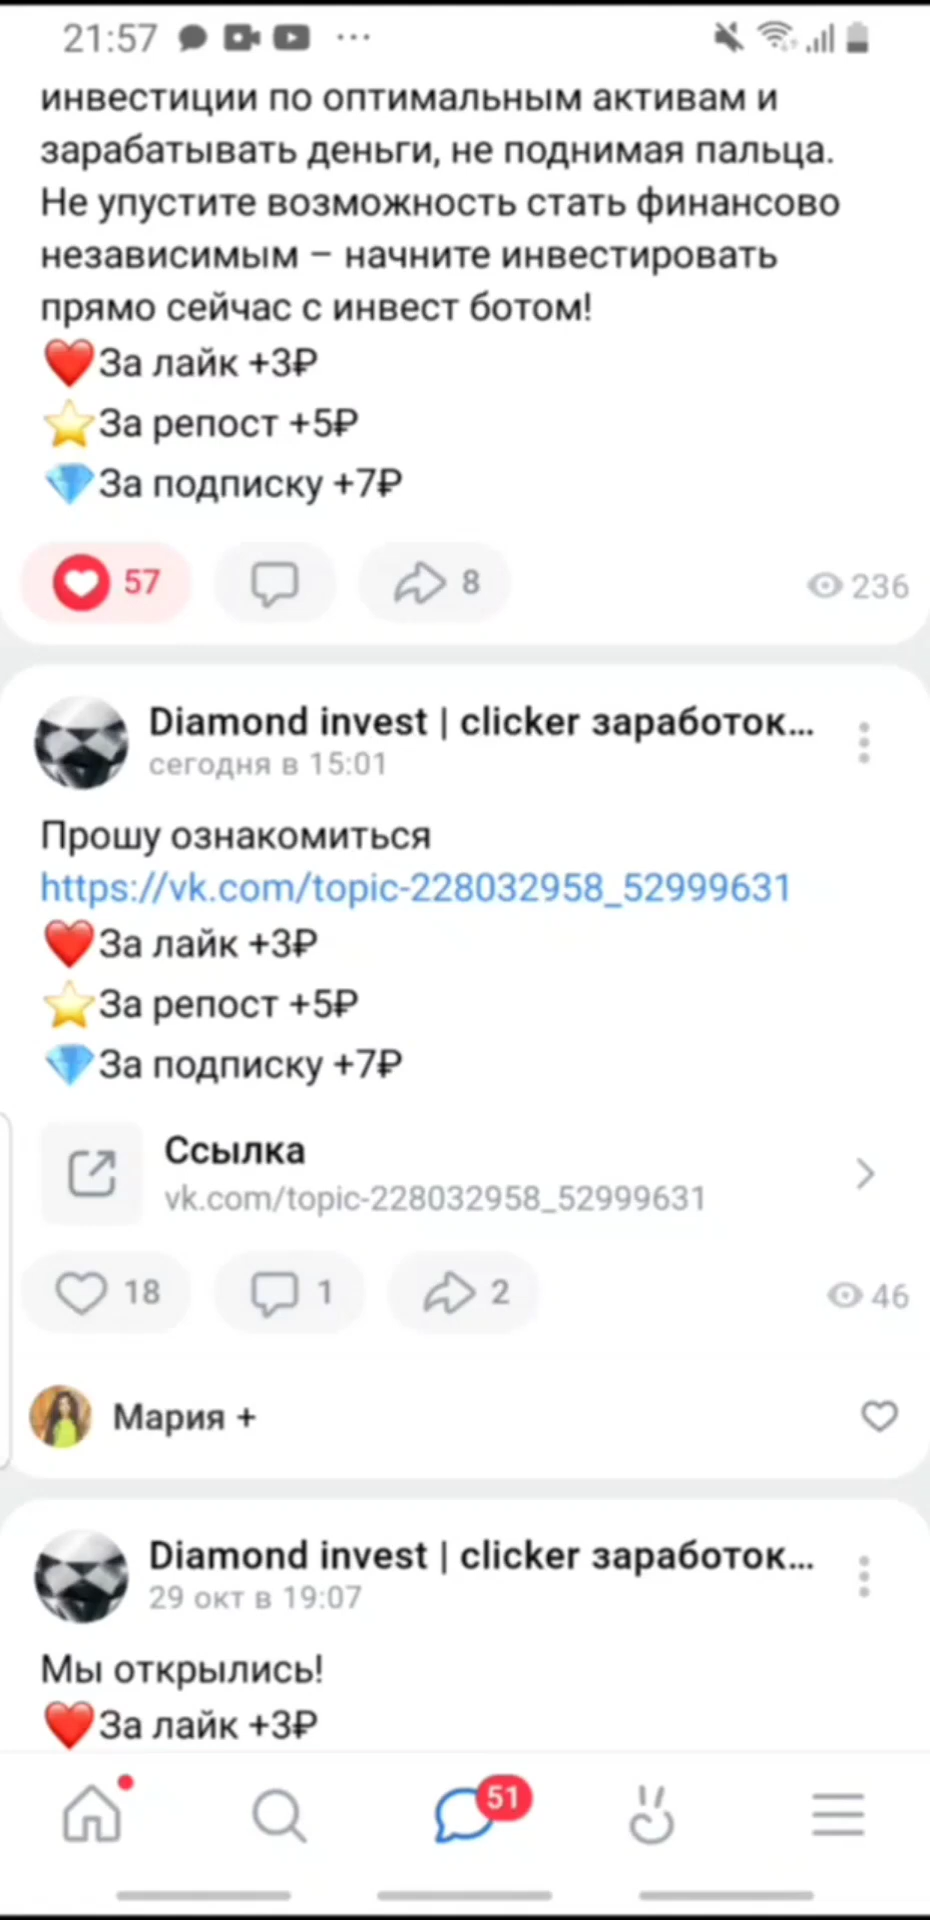 21:57
инвестиции по оптимальным активам и
зарабатывать деньги, не поднимая пальца.
Не упустите возможность стать финансово
независимым – начните инвестировать
прямо сейчас с инвест ботом!
❤️За лайк +3₽
⭐За репост +5₽
💎За подписку +7₽
57 8 236
Diamond invest | clicker заработок...
сегодня в 15:01
Прошу ознакомиться
https://vk.com/topic-228032958_52999631
❤️За лайк +3₽
⭐За репост +5₽
💎За подписку +7₽
Ссылка
vk.com/topic-228032958_52999631
18 1 2 46
Мария +
Diamond invest | clicker заработок...
29 окт в 19:07
Мы открылись!
❤️За лайк +3₽
51